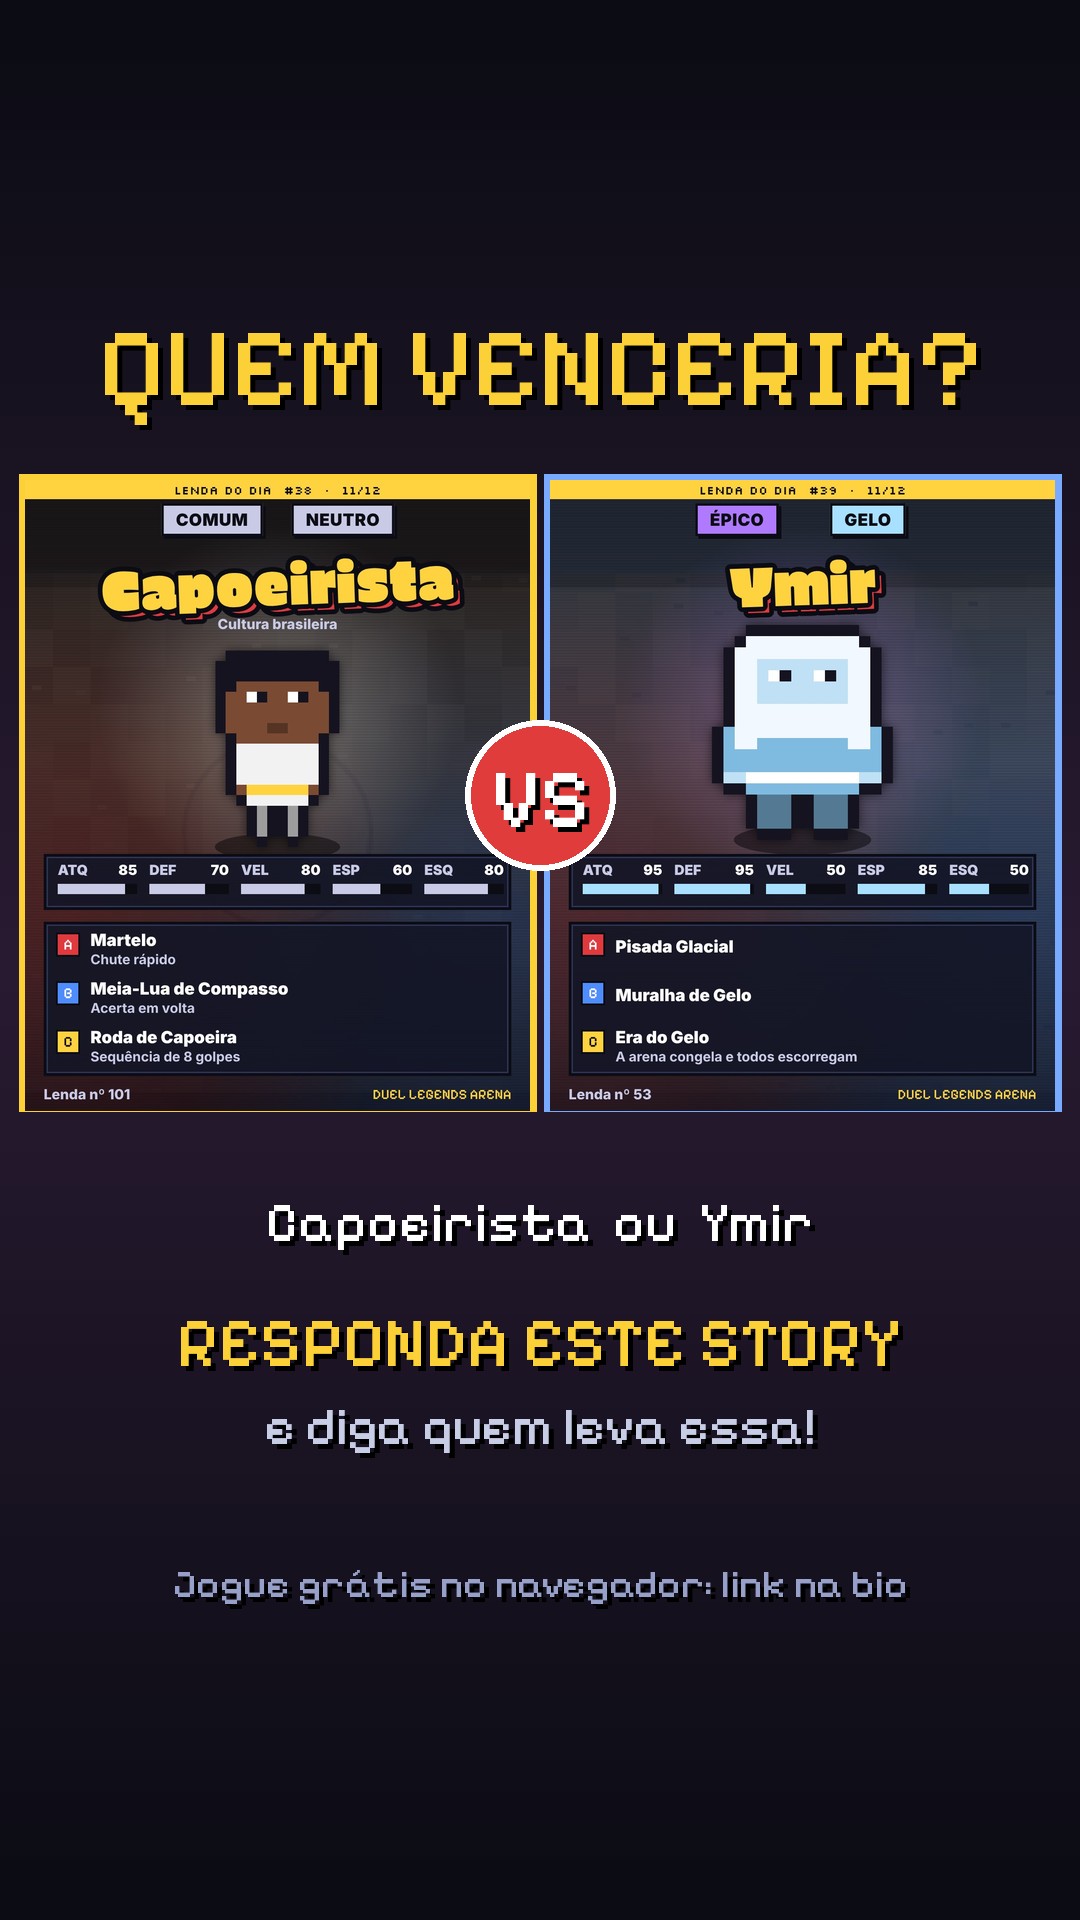 QUEM VENCERIA?
LENDA DO DIA #38 · 11/12
COMUM NEUTRO
Capoeirista
Cultura brasileira
ATQ 85 DEF 70 VEL 80 ESP 60 ESQ 80
A Martelo
Chute rápido
B Meia-Lua de Compasso
Acerta em volta
C Roda de Capoeira
Sequência de 8 golpes
Lenda nº 101 DUEL LEGENDS ARENA
VS
LENDA DO DIA #39 · 11/12
ÉPICO GELO
Ymir
ATQ 95 DEF 95 VEL 50 ESP 85 ESQ 50
A Pisada Glacial
B Muralha de Gelo
C Era do Gelo
A arena congela e todos escorregam
Lenda nº 53 DUEL LEGENDS ARENA
Capoeirista ou Ymir
RESPONDA ESTE STORY
e diga quem leva essa!
Jogue grátis no navegador: link na bio